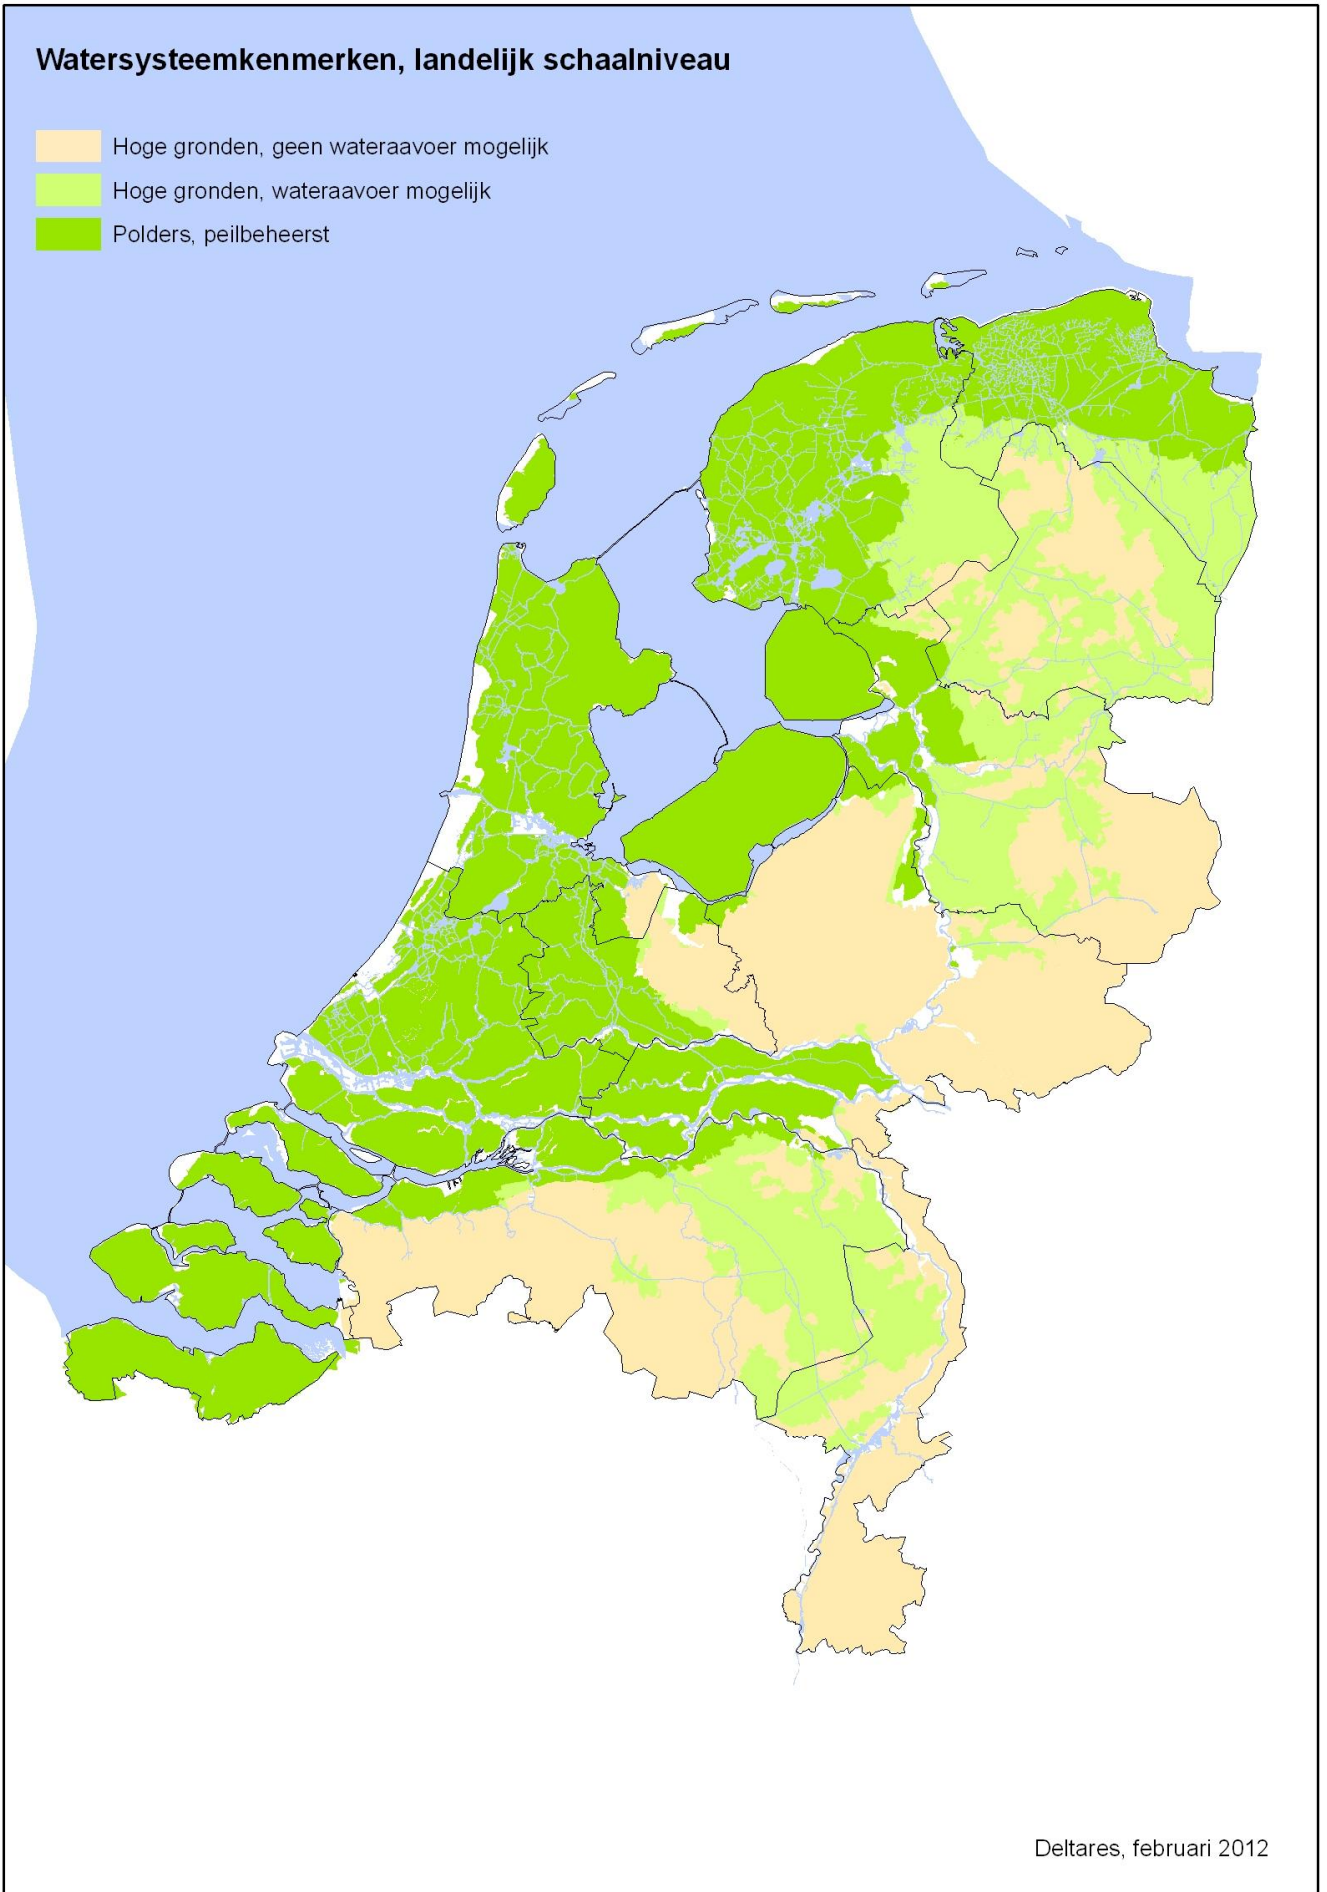 Watersysteemkenmerken, landelijk schaalniveau
Hoge gronden, geen wateraavoer mogelijk
Hoge gronden, wateraavoer mogelijk
Polders, peilbeheerst
Deltares, februari 2012